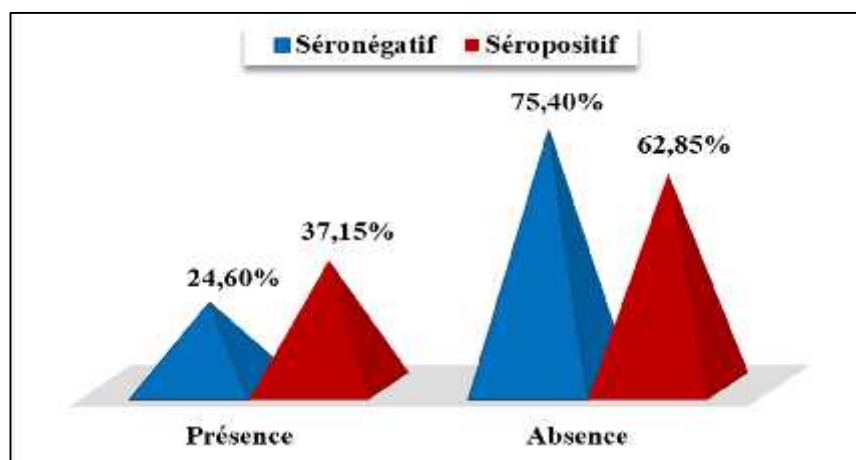 Séronégatif Séropositif
75,40%
62,85%
37,15%
24,60%
Présence Absence